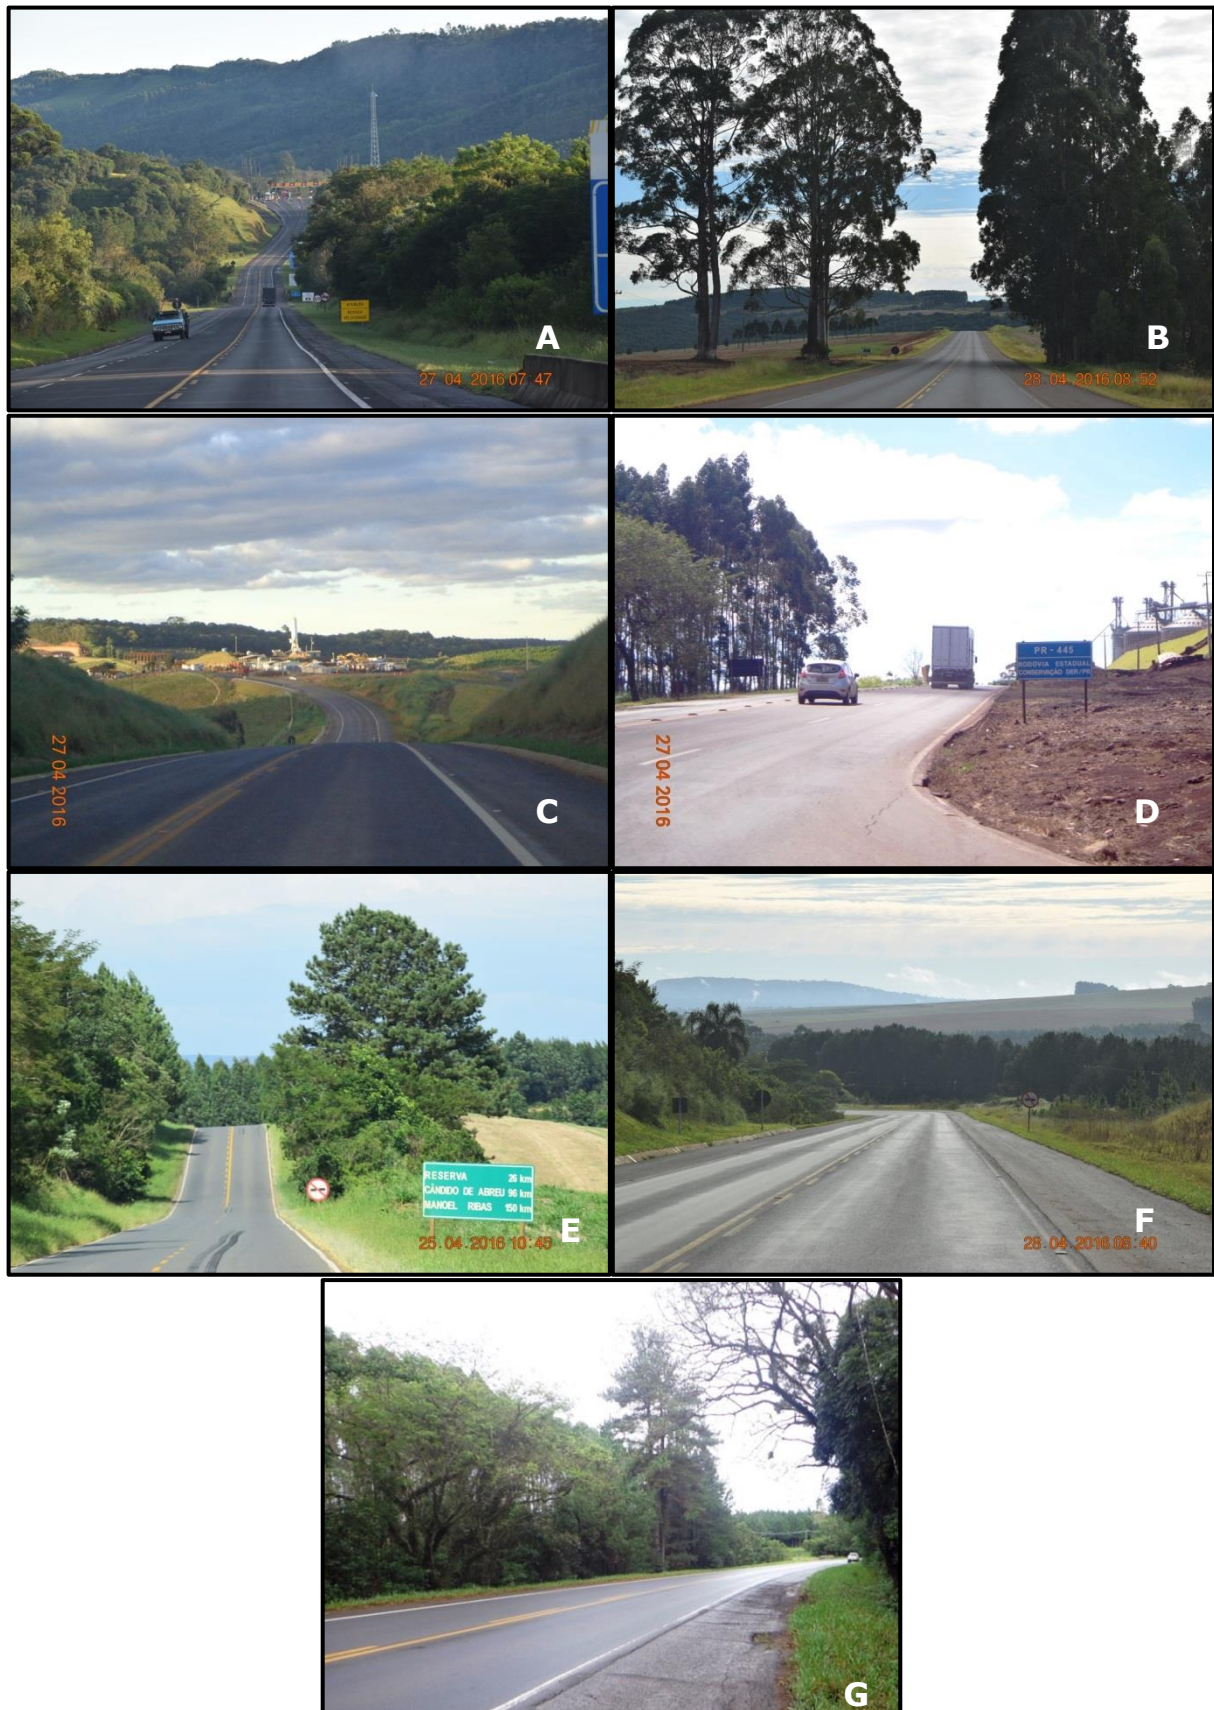 A
27 04 2016 07:47
B
28 04 2016 08:52
C
27 04 2016
PR - 445
RODOVIA ESTADUAL
CONSERVAÇÃO DER/PR
D
27 04 2016
RESERVA 26 km
CÂNDIDO DE ABREU 96 km
MANOEL RIBAS 150 km
E
25 04 2016 10:45
F
28 04 2016 08:40
G